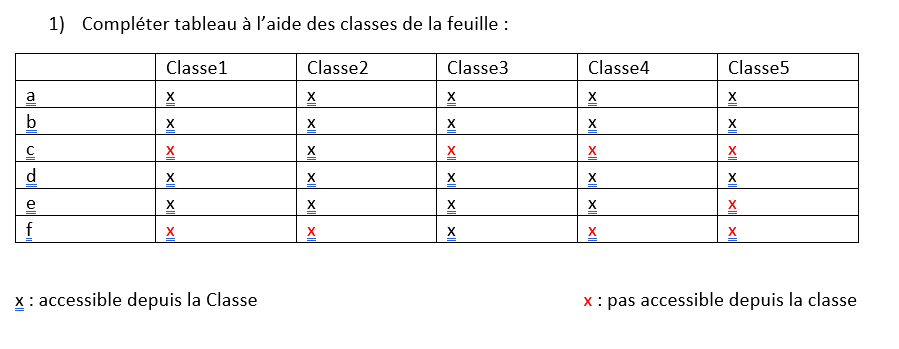 1) Compléter tableau à l’aide des classes de la feuille :
Classe1 Classe2 Classe3 Classe4 Classe5
a x x x x x
b x x x x x
c x x x x x
d x x x x x
e x x x x x
f x x x x x
x : accessible depuis la Classe x : pas accessible depuis la classe